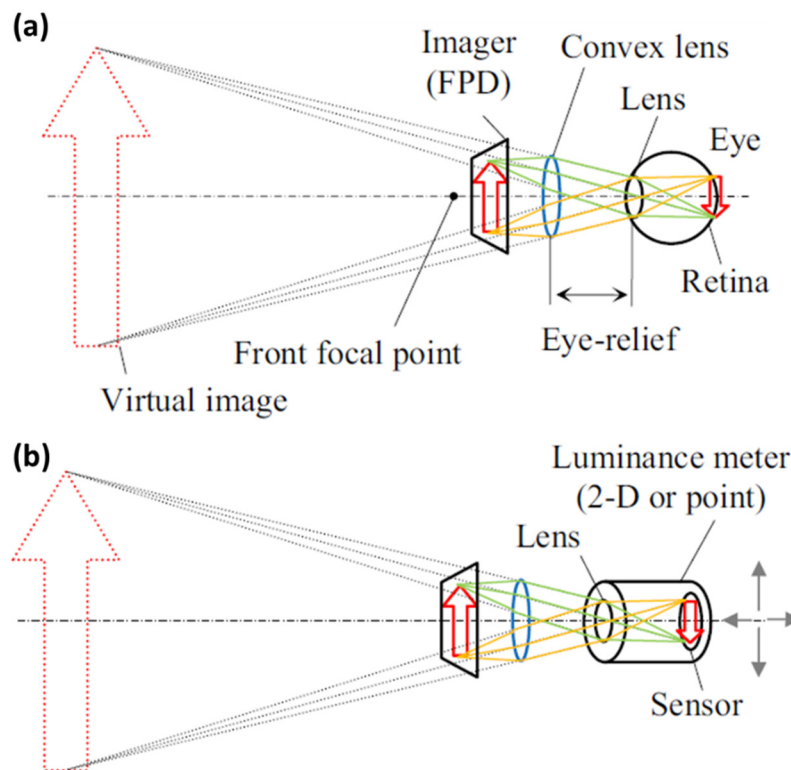 (a)
Imager
(FPD)
Convex lens
Lens
Eye
Retina
Eye-relief
Front focal point
Virtual image
(b)
Luminance meter
(2-D or point)
Lens
Sensor